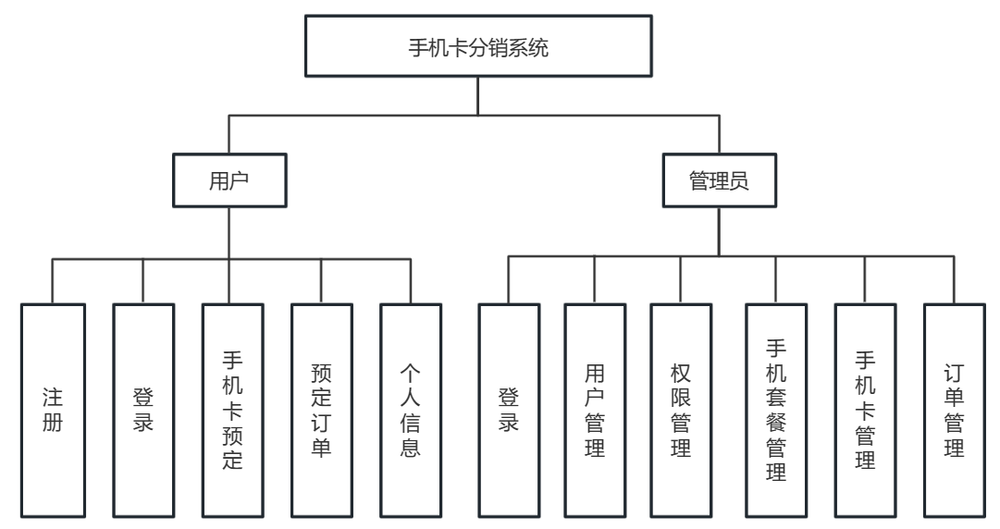 手机卡分销系统
用户
管理员
注册
登录
手机卡预定
预定订单
个人信息
登录
用户管理
权限管理
手机套餐管理
手机卡管理
订单管理